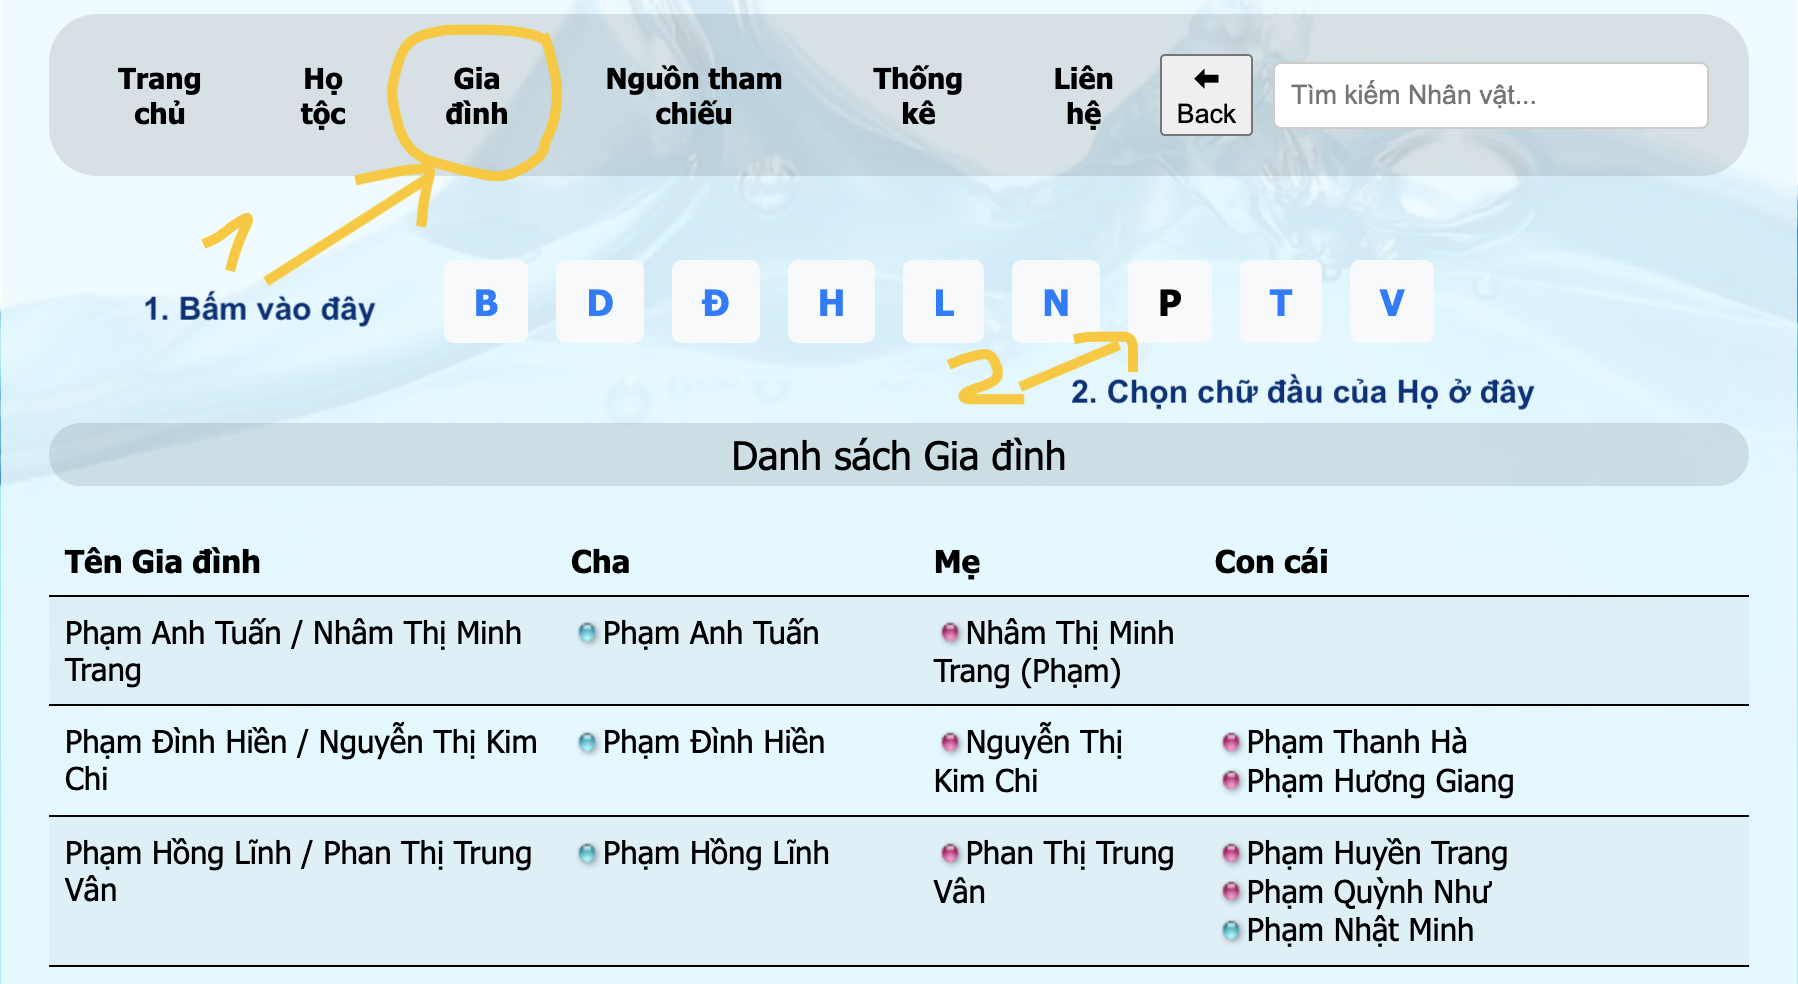 Trang chủ
Họ tộc
Gia đình
Nguồn tham chiếu
Thống kê
Liên hệ
Back
Tìm kiếm Nhân vật...
1
1. Bấm vào đây
B D Đ H L N P T V
2
2. Chọn chữ đầu của Họ ở đây
Danh sách Gia đình
Tên Gia đình Cha Mẹ Con cái
Phạm Anh Tuấn / Nhâm Thị Minh Phạm Anh Tuấn Nhâm Thị Minh
Trang Trang (Phạm)
Phạm Đình Hiền / Nguyễn Thị Kim Phạm Đình Hiền Nguyễn Thị Phạm Thanh Hà
Chi Kim Chi Phạm Hương Giang
Phạm Hồng Lĩnh / Phan Thị Trung Phạm Hồng Lĩnh Phan Thị Trung Phạm Huyền Trang
Vân Vân Phạm Quỳnh Như
Phạm Nhật Minh